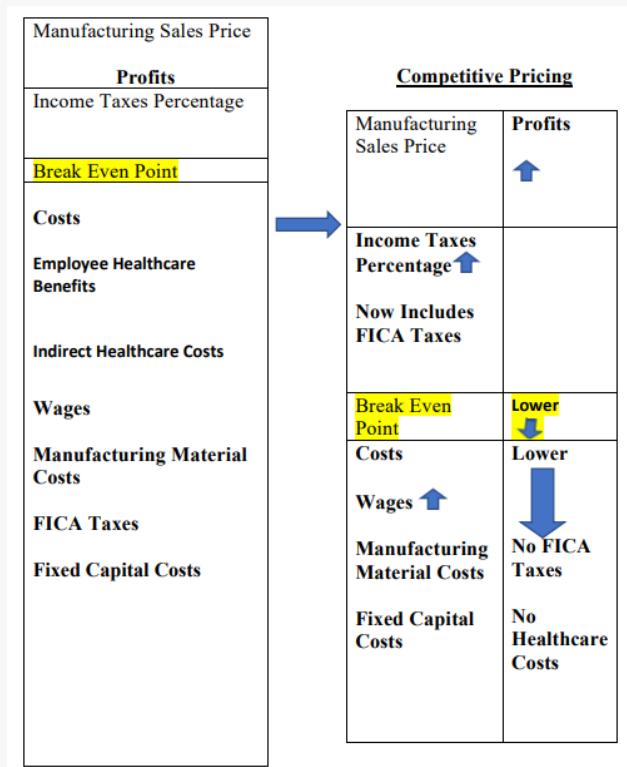 Manufacturing Sales Price
Profits
Income Taxes Percentage
Break Even Point
Costs
Employee Healthcare
Benefits
Indirect Healthcare Costs
Wages
Manufacturing Material
Costs
FICA Taxes
Fixed Capital Costs
Competitive Pricing
Manufacturing
Sales Price
Profits
Income Taxes
Percentage
Now Includes
FICA Taxes
Break Even
Point
Lower
Costs
Lower
Wages
Manufacturing
Material Costs
No FICA
Taxes
Fixed Capital
Costs
No
Healthcare
Costs